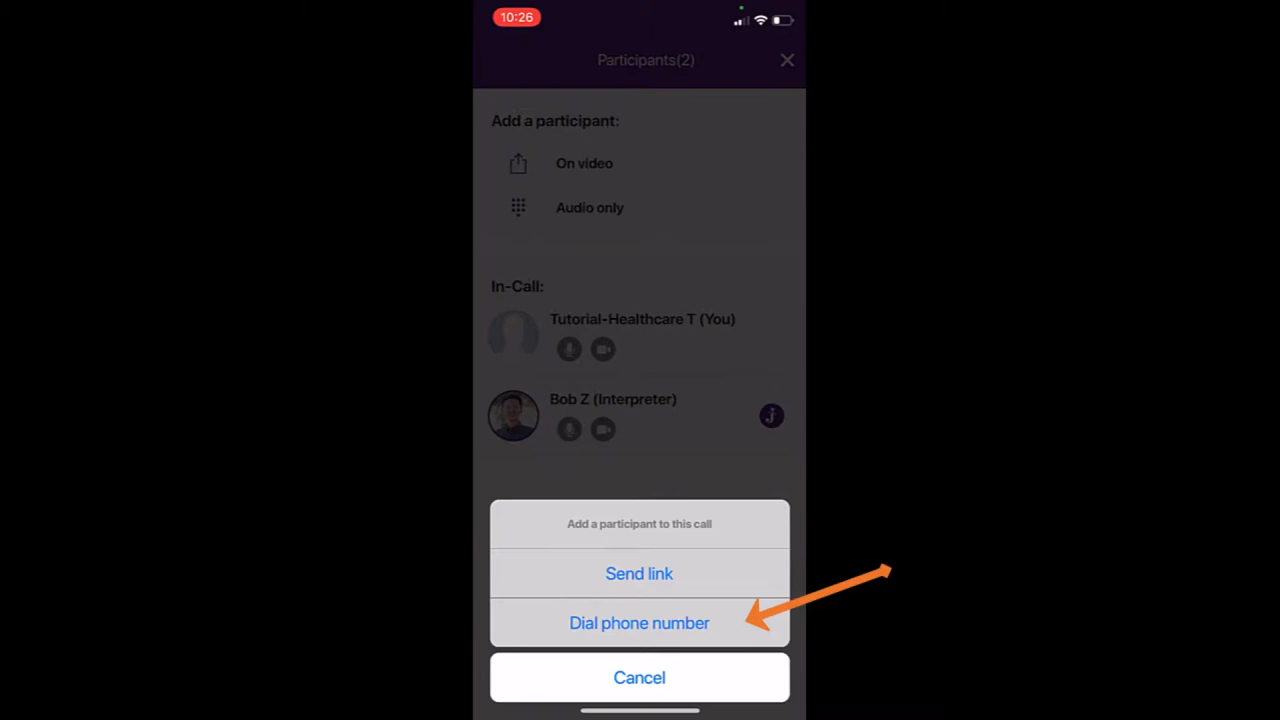 10:26
Participants(2)
Add a participant:
On video
Audio only
In-Call:
Tutorial-Healthcare T (You)
Bob Z (Interpreter)
j
Add a participant to this call
Send link
Dial phone number
Cancel